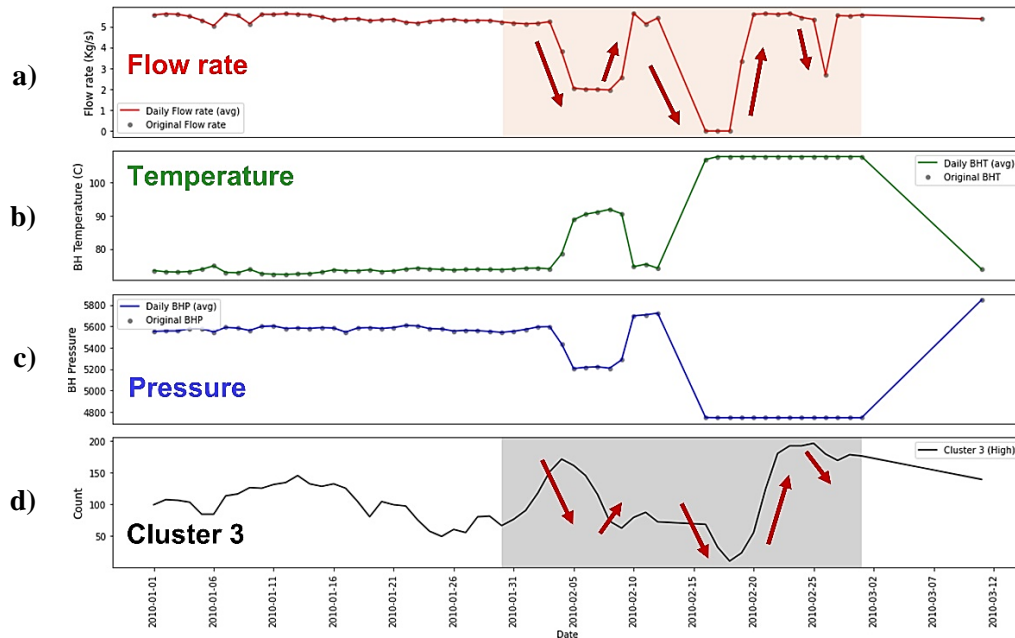 a)
Flow rate (Kg/s)
5
4
3
2
1
0
Flow rate
Daily Flow rate (avg)
Original Flow rate
b)
BH Temperature (C)
100
90
80
Temperature
Daily BHT (avg)
Original BHT
c)
BH Pressure
5800
5600
5400
5200
5000
4800
Daily BHP (avg)
Original BHP
Pressure
d)
Count
200
150
100
50
Cluster 3
Cluster 3 (High)
2010-01-01
2010-01-06
2010-01-11
2010-01-16
2010-01-21
2010-01-26
2010-01-31
2010-02-05
2010-02-10
2010-02-15
2010-02-20
2010-02-25
2010-03-02
2010-03-07
2010-03-12
Date